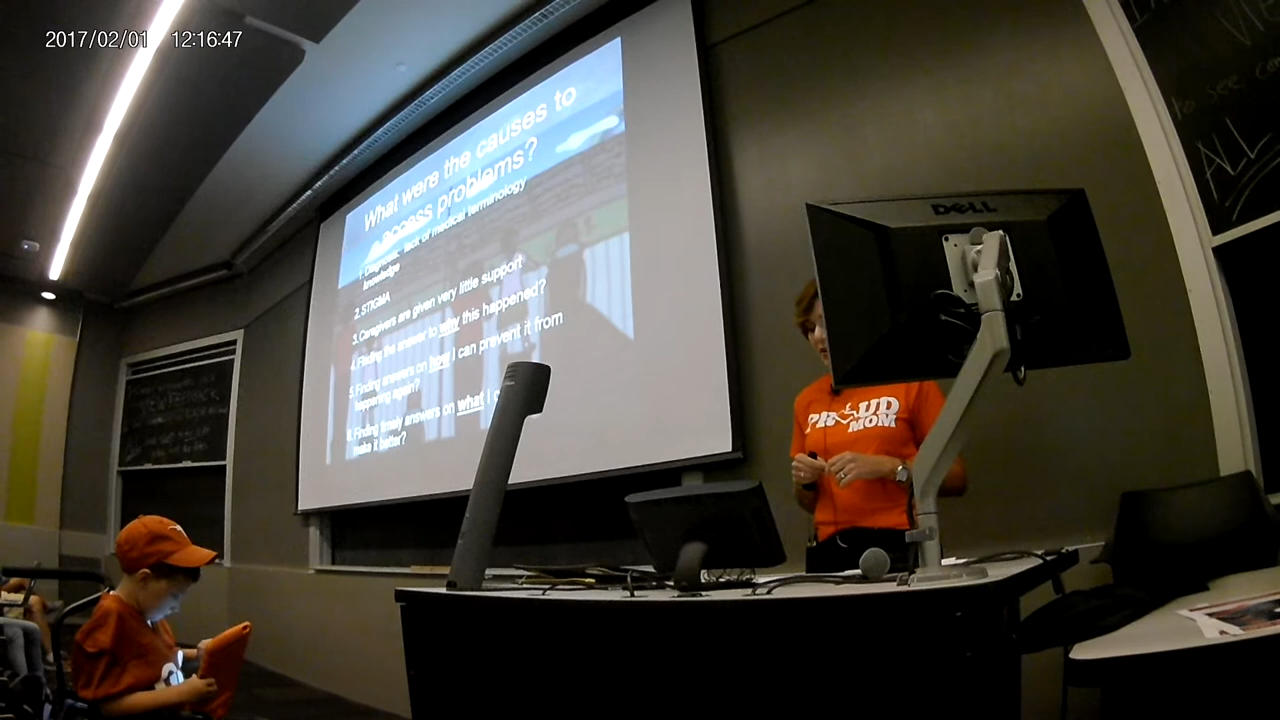 2017/02/01 12:16:47
What were the causes to
access problems?
1. Diagnosis: lack of medical terminology
knowledge
2. STIGMA
3. Caregivers are given very little support
4. Finding the answer to why this happened?
5. Finding answers on how I can prevent it from
happening again?
6. Finding timely answers on what I
make it better?
DELL
PROUD
MOM
to see
ALL